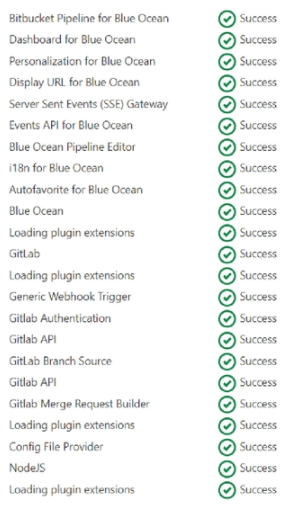 Bitbucket Pipeline for Blue Ocean Success
Dashboard for Blue Ocean Success
Personalization for Blue Ocean Success
Display URL for Blue Ocean Success
Server Sent Events (SSE) Gateway Success
Events API for Blue Ocean Success
Blue Ocean Pipeline Editor Success
i18n for Blue Ocean Success
Autofavorite for Blue Ocean Success
Blue Ocean Success
Loading plugin extensions Success
GitLab Success
Loading plugin extensions Success
Generic Webhook Trigger Success
Gitlab Authentication Success
Gitlab API Success
GitLab Branch Source Success
Gitlab API Success
Gitlab Merge Request Builder Success
Loading plugin extensions Success
Config File Provider Success
NodeJS Success
Loading plugin extensions Success